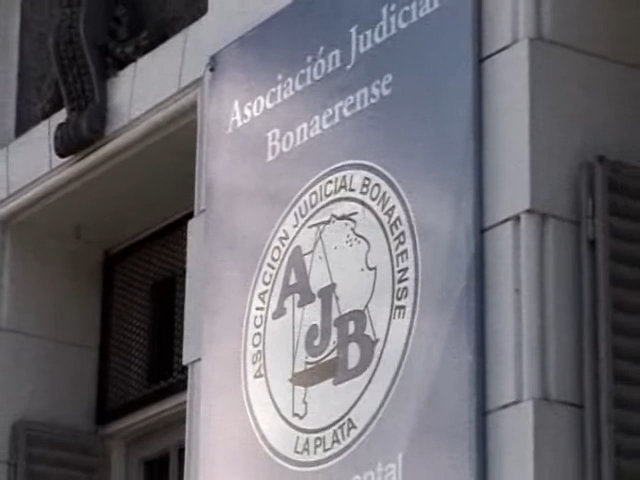 Asociación Judicial
Bonaerense
ASOCIACION JUDICIAL BONAERENSE
AJB
LA PLATA